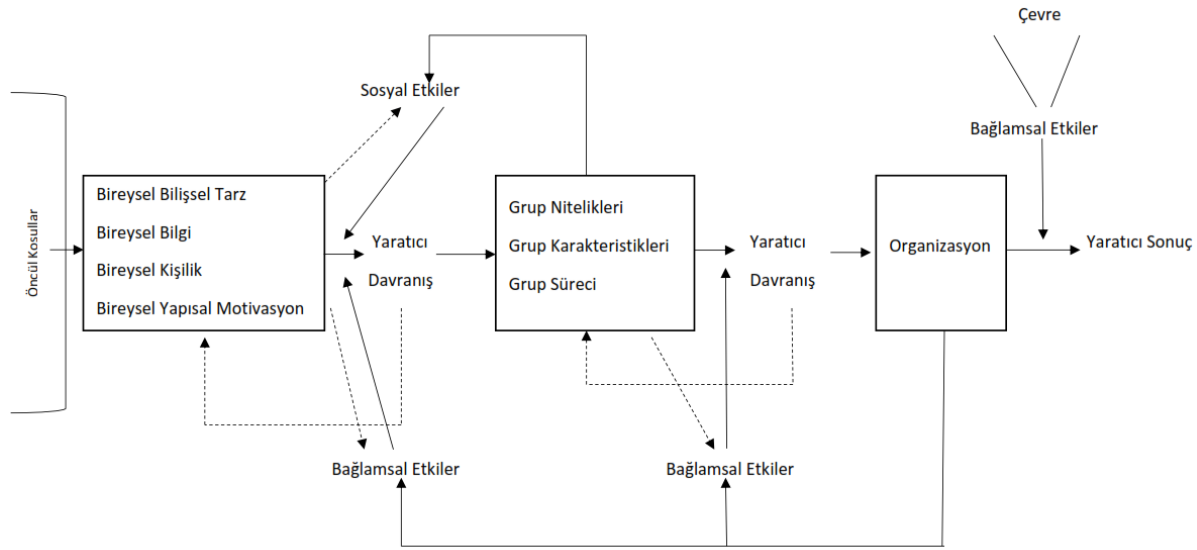 Çevre
Sosyal Etkiler
Bağlamsal Etkiler
Öncül Kosullar
Bireysel Bilişsel Tarz
Bireysel Bilgi
Bireysel Kişilik
Bireysel Yapısal Motivasyon
Yaratıcı
Davranış
Grup Nitelikleri
Grup Karakteristikleri
Grup Süreci
Yaratıcı
Davranış
Organizasyon
Yaratıcı Sonuç
Bağlamsal Etkiler
Bağlamsal Etkiler